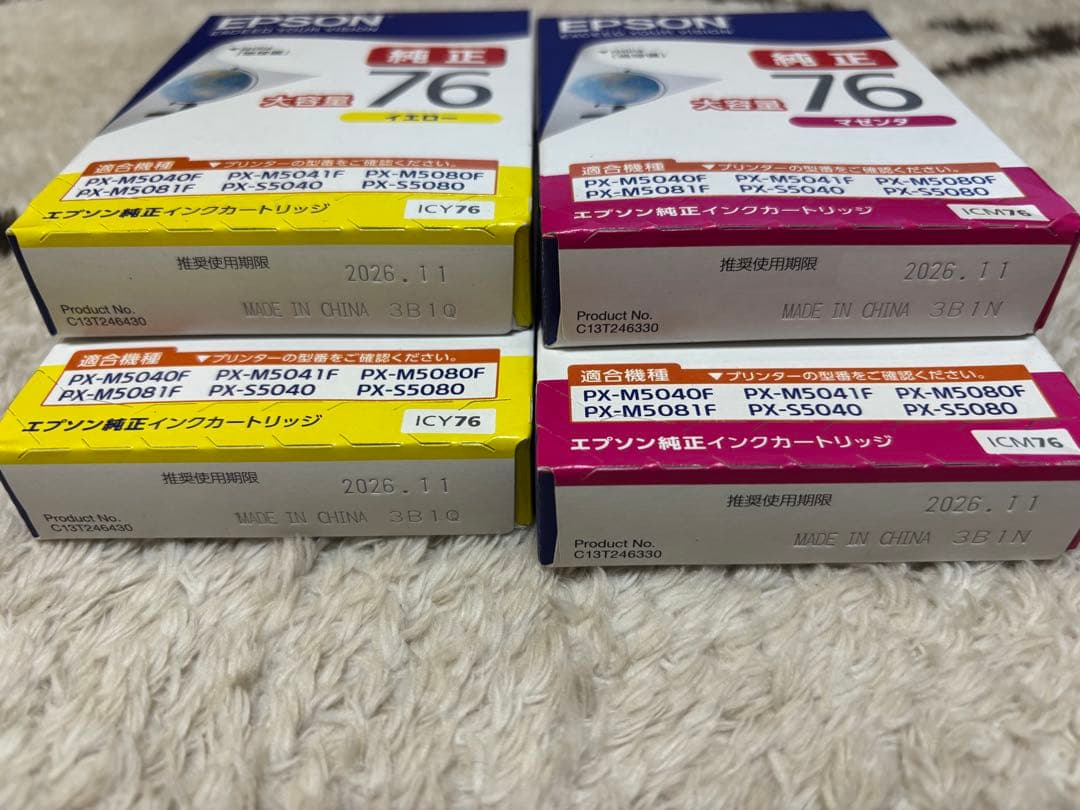 EPSON
EXCEED YOUR VISION
(地球儀)
純正
大容量 76
イエロー
適合機種 ▼プリンターの型番をご確認ください。
PX-M5040F PX-M5041F PX-M5080F
PX-M5081F PX-S5040 PX-S5080
エプソン純正インクカートリッジ ICY76
推奨使用期限 2026.11
Product No.
C13T246430
MADE IN CHINA 3B1Q
適合機種 ▼プリンターの型番をご確認ください。
PX-M5040F PX-M5041F PX-M5080F
PX-M5081F PX-S5040 PX-S5080
エプソン純正インクカートリッジ ICY76
推奨使用期限 2026.11
Product No.
C13T246430
MADE IN CHINA 3B1Q
EPSON
EXCEED YOUR VISION
(地球儀)
純正
大容量 76
マゼンタ
適合機種 ▼プリンターの型番をご確認ください。
PX-M5040F PX-M5041F PX-M5080F
PX-M5081F PX-S5040 PX-S5080
エプソン純正インクカートリッジ ICM76
推奨使用期限 2026.11
Product No.
C13T246330
MADE IN CHINA 3B1N
適合機種 ▼プリンターの型番をご確認ください。
PX-M5040F PX-M5041F PX-M5080F
PX-M5081F PX-S5040 PX-S5080
エプソン純正インクカートリッジ ICM76
推奨使用期限 2026.11
Product No.
C13T246330
MADE IN CHINA 3B1N